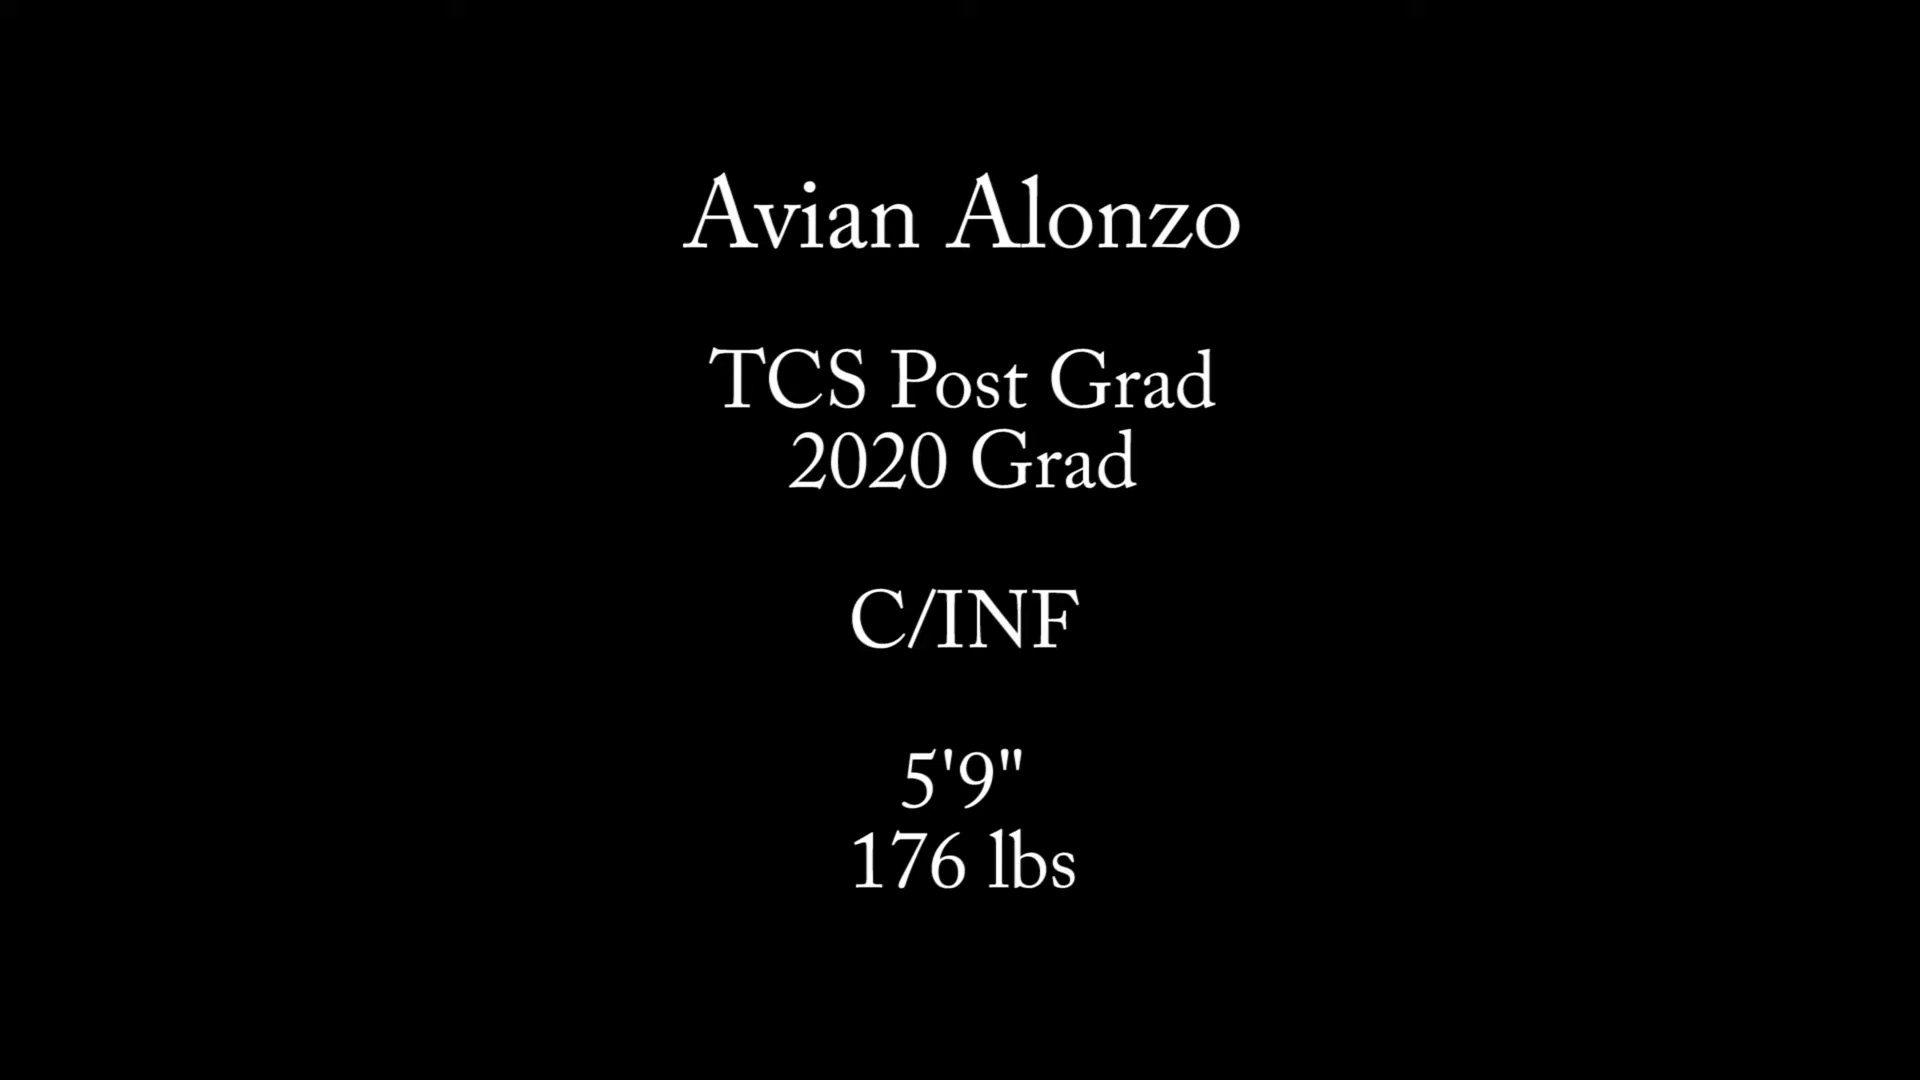 Avian Alonzo
TCS Post Grad
2020 Grad
C/INF
5'9"
176 lbs